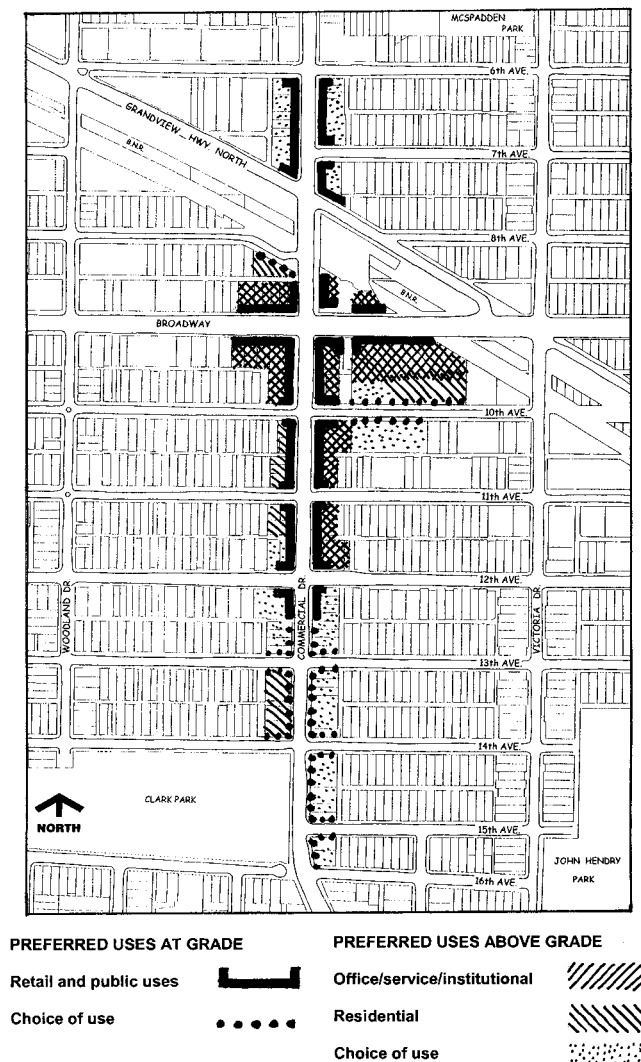 MCSPADDEN
PARK
6th AVE.
GRANDVIEW HWY NORTH
B.N.R.
7th AVE.
8th AVE.
B.N.R.
BROADWAY
10th AVE.
11th AVE.
12th AVE.
WOODLAND DR.
COMMERCIAL DR.
VICTORIA DR.
13th AVE.
14th AVE.
CLARK PARK
NORTH
15th AVE.
16th AVE.
JOHN HENDRY
PARK
PREFERRED USES AT GRADE
Retail and public uses
Choice of use
PREFERRED USES ABOVE GRADE
Office/service/institutional
Residential
Choice of use